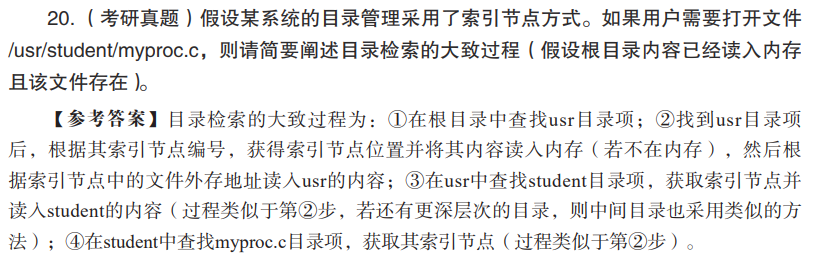 20.（考研真题）假设某系统的目录管理采用了索引节点方式。如果用户需要打开文件
/usr/student/myproc.c，则请简要阐述目录检索的大致过程（假设根目录内容已经读入内存
且该文件存在）。
【参考答案】目录检索的大致过程为：①在根目录中查找usr目录项；②找到usr目录项
后，根据其索引节点编号，获得索引节点位置并将其内容读入内存（若不在内存），然后根
据索引节点中的文件外存地址读入usr的内容；③在usr中查找student目录项，获取索引节点并
读入student的内容（过程类似于第②步，若还有更深层次的目录，则中间目录也采用类似的方
法）；④在student中查找myproc.c目录项，获取其索引节点（过程类似于第②步）。